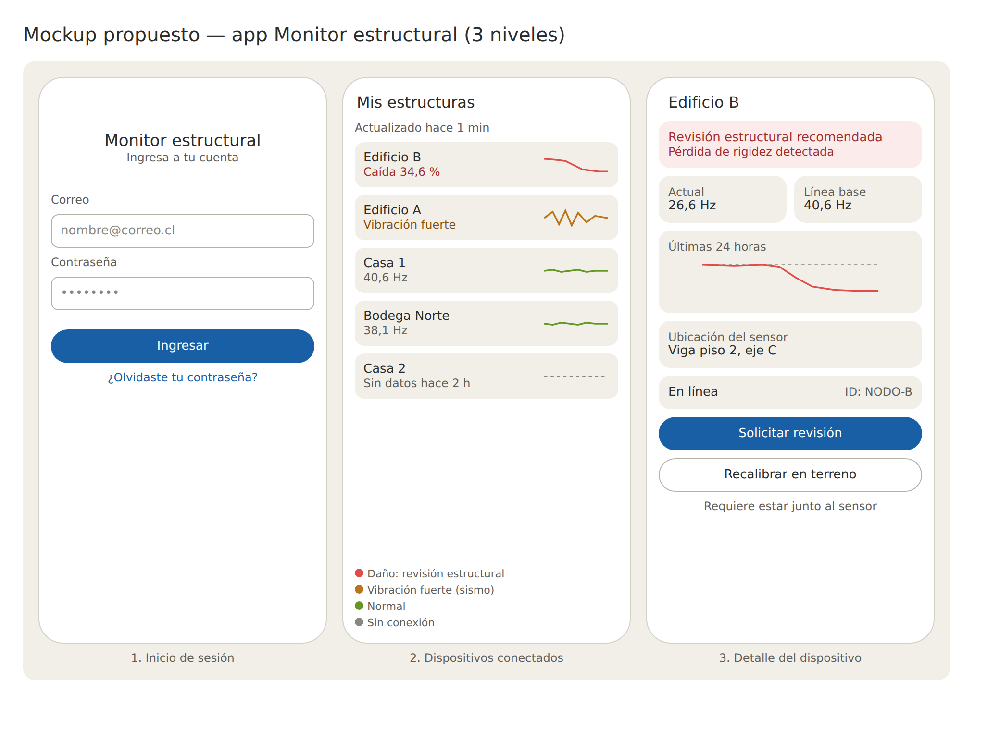 Mockup propuesto — app Monitor estructural (3 niveles)
Monitor estructural
Ingresa a tu cuenta
Correo
nombre@correo.cl
Contraseña
••••••••
Ingresar
¿Olvidaste tu contraseña?
1. Inicio de sesión
Mis estructuras
Actualizado hace 1 min
Edificio B
Caída 34,6 %
Edificio A
Vibración fuerte
Casa 1
40,6 Hz
Bodega Norte
38,1 Hz
Casa 2
Sin datos hace 2 h
Daño: revisión estructural
Vibración fuerte (sismo)
Normal
Sin conexión
2. Dispositivos conectados
Edificio B
Revisión estructural recomendada
Pérdida de rigidez detectada
Actual
26,6 Hz
Línea base
40,6 Hz
Últimas 24 horas
Ubicación del sensor
Viga piso 2, eje C
En línea
ID: NODO-B
Solicitar revisión
Recalibrar en terreno
Requiere estar junto al sensor
3. Detalle del dispositivo